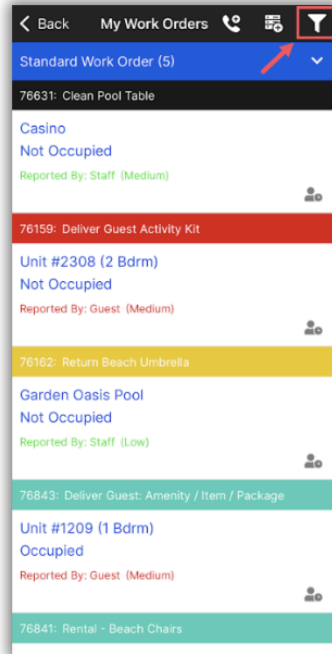 Back My Work Orders
Standard Work Order (5)
76631: Clean Pool Table
Casino
Not Occupied
Reported By: Staff (Medium)
76159: Deliver Guest Activity Kit
Unit #2308 (2 Bdrm)
Not Occupied
Reported By: Guest (Medium)
76162: Return Beach Umbrella
Garden Oasis Pool
Not Occupied
Reported By: Staff (Low)
76843: Deliver Guest: Amenity / Item / Package
Unit #1209 (1 Bdrm)
Occupied
Reported By: Guest (Medium)
76841: Rental - Beach Chairs